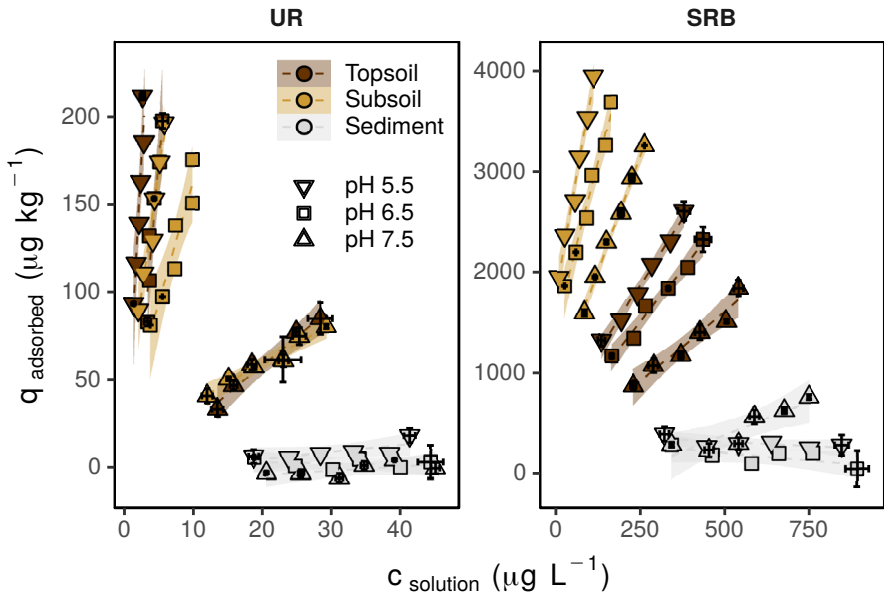 UR
SRB
Topsoil
Subsoil
Sediment
pH 5.5
pH 6.5
pH 7.5
q adsorbed (μg kg⁻¹)
200
150
100
50
0
4000
3000
2000
1000
0
0 10 20 30 40
0 250 500 750
c solution (μg L⁻¹)